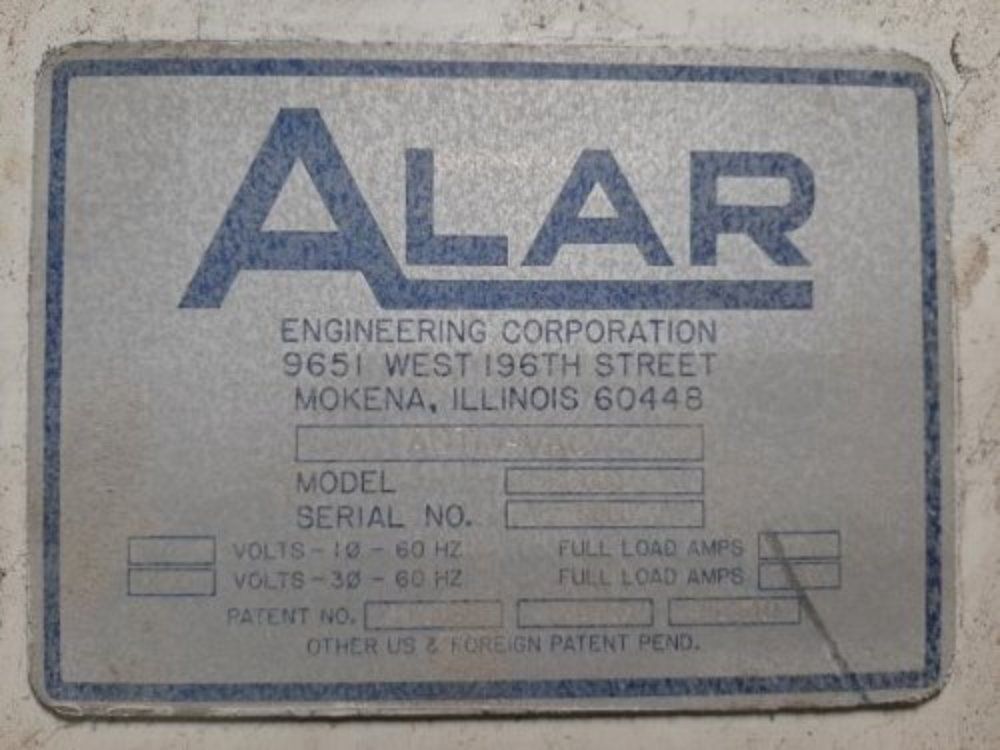 ALAR
ENGINEERING CORPORATION
9651 WEST 196TH STREET
MOKENA, ILLINOIS 60448
MODEL
SERIAL NO.
VOLTS - 1Ø - 60 HZ FULL LOAD AMPS
VOLTS - 3Ø - 60 HZ FULL LOAD AMPS
PATENT NO.
OTHER US & FOREIGN PATENT PEND.